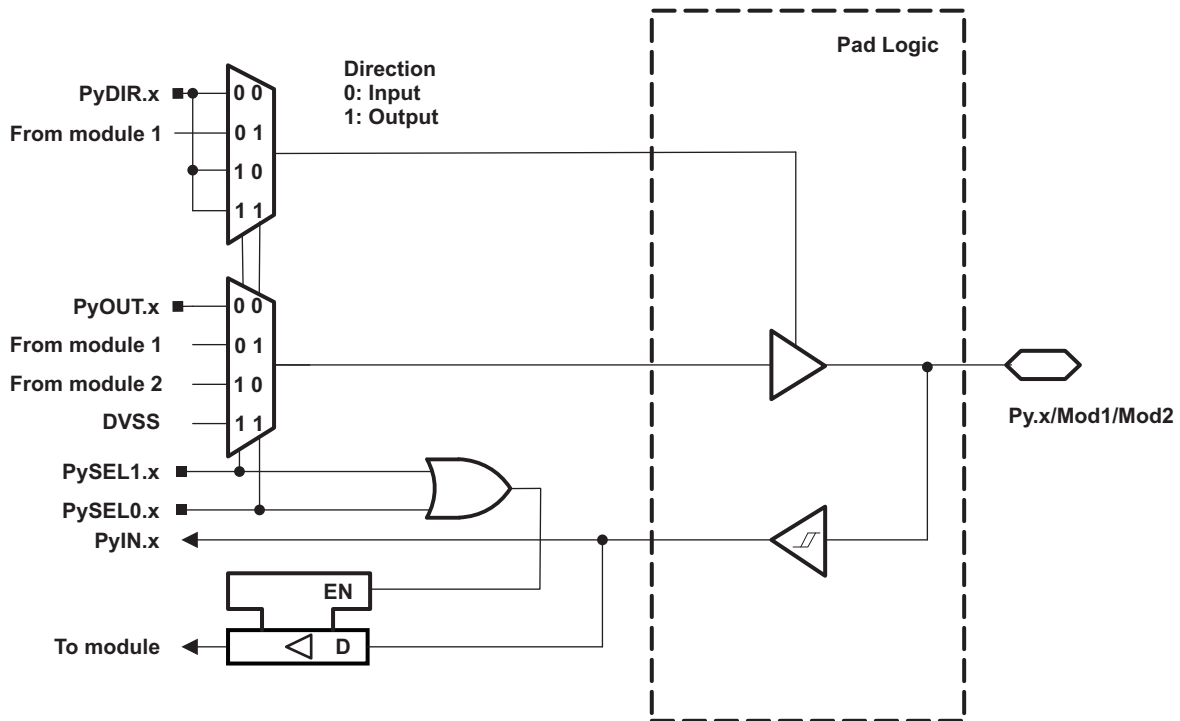 Pad Logic
Direction
0: Input
1: Output
PyDIR.x
0 0
From module 1
0 1
1 0
1 1
PyOUT.x
0 0
From module 1
0 1
From module 2
1 0
DVSS
1 1
Py.x/Mod1/Mod2
PySEL1.x
PySEL0.x
PyIN.x
EN
To module
D